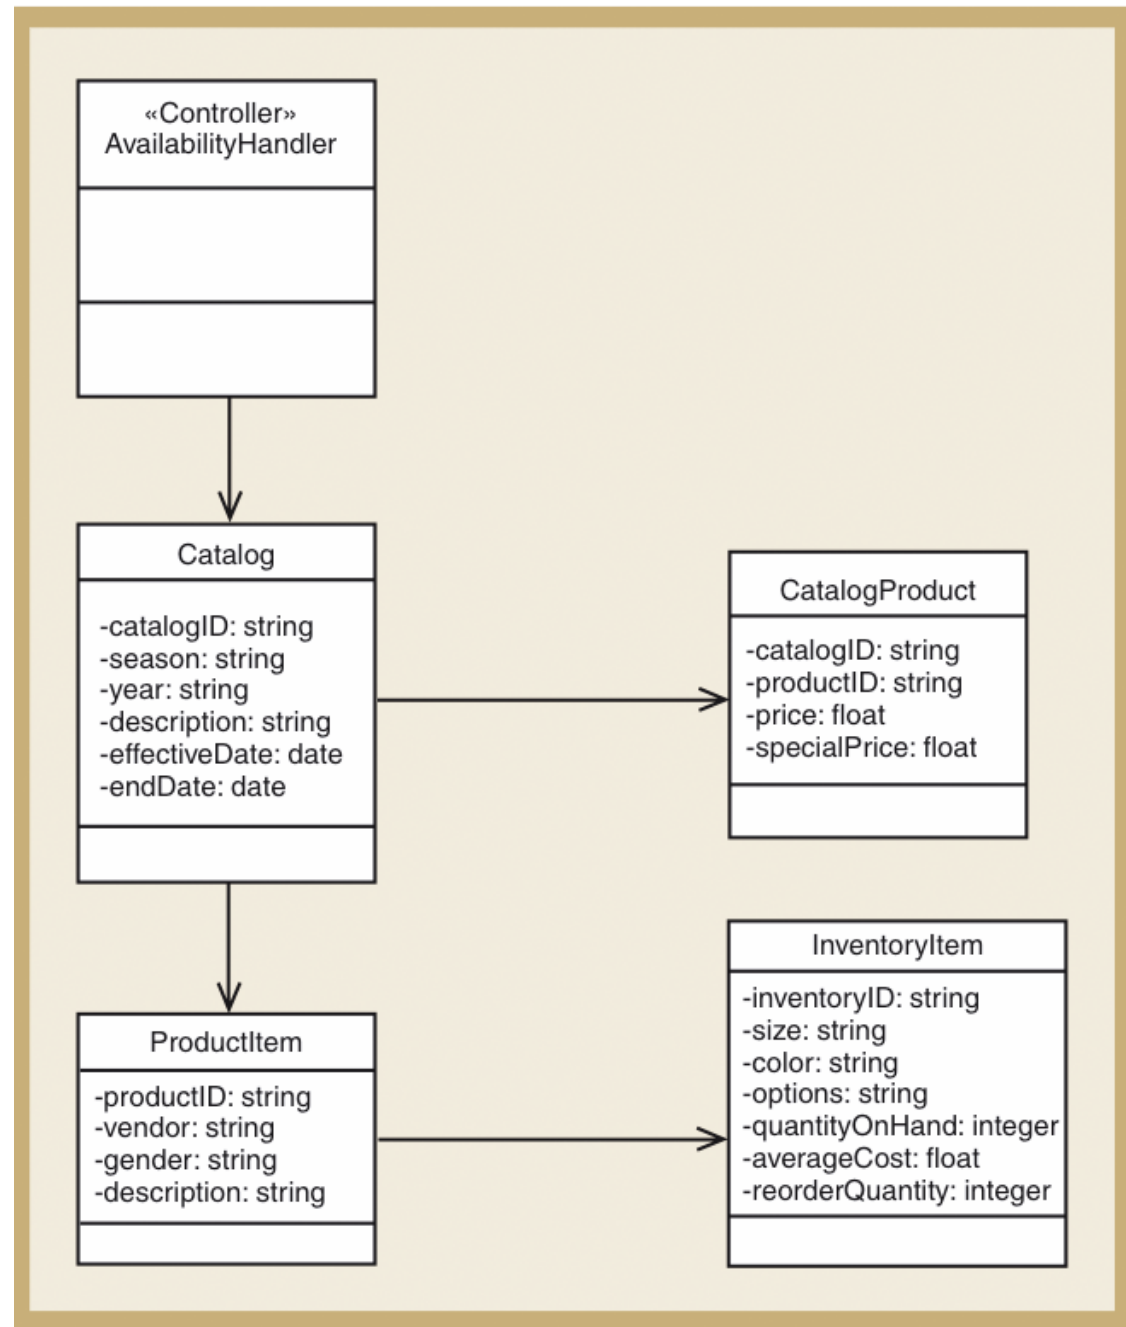 «Controller»
AvailabilityHandler
Catalog
-catalogID: string
-season: string
-year: string
-description: string
-effectiveDate: date
-endDate: date
CatalogProduct
-catalogID: string
-productID: string
-price: float
-specialPrice: float
ProductItem
-productID: string
-vendor: string
-gender: string
-description: string
InventoryItem
-inventoryID: string
-size: string
-color: string
-options: string
-quantityOnHand: integer
-averageCost: float
-reorderQuantity: integer